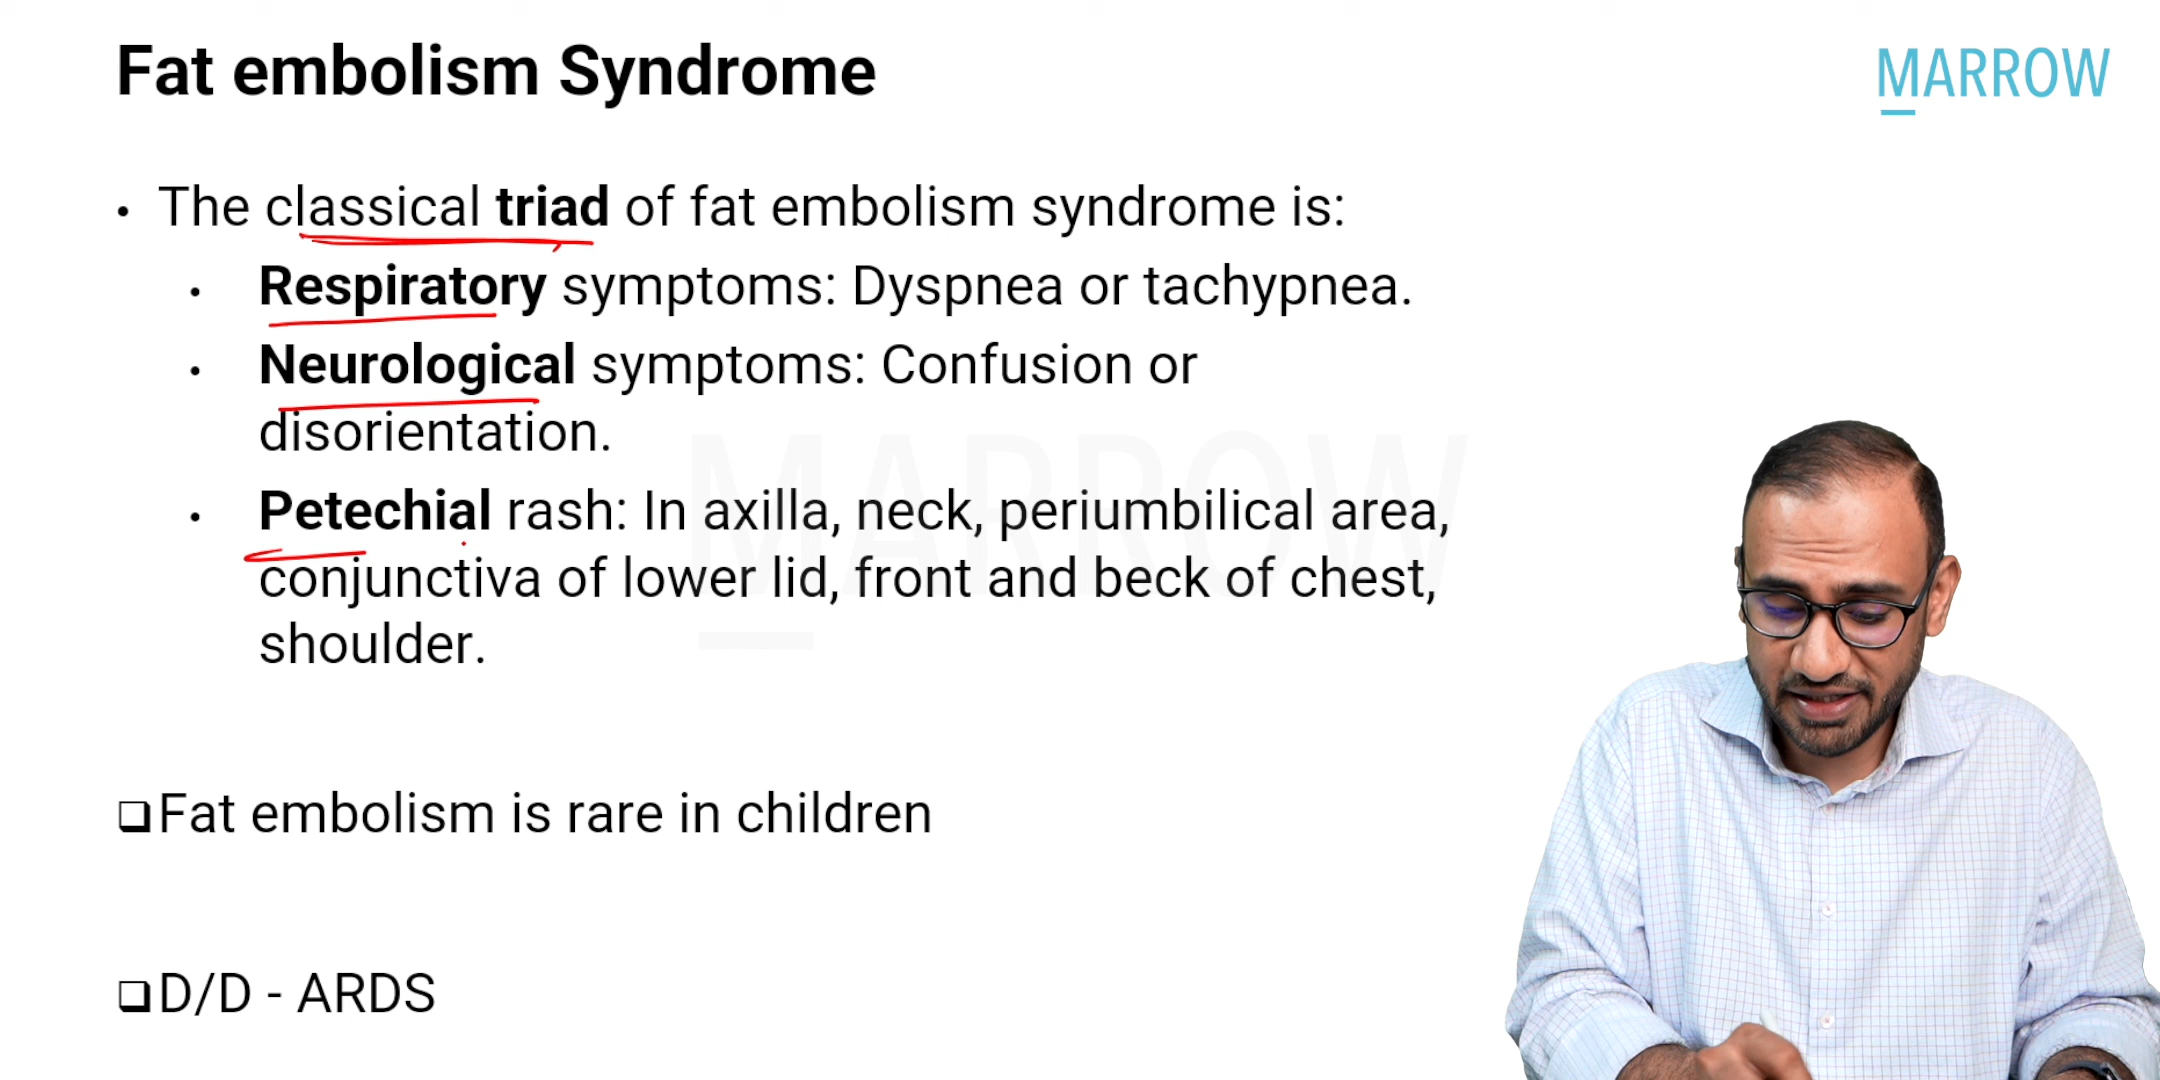 Fat embolism Syndrome
MARROW
• The classical triad of fat embolism syndrome is:
• Respiratory symptoms: Dyspnea or tachypnea.
• Neurological symptoms: Confusion or
disorientation.
• Petechial rash: In axilla, neck, periumbilical area,
conjunctiva of lower lid, front and beck of chest,
shoulder.
MARROW
❑Fat embolism is rare in children
❑D/D - ARDS